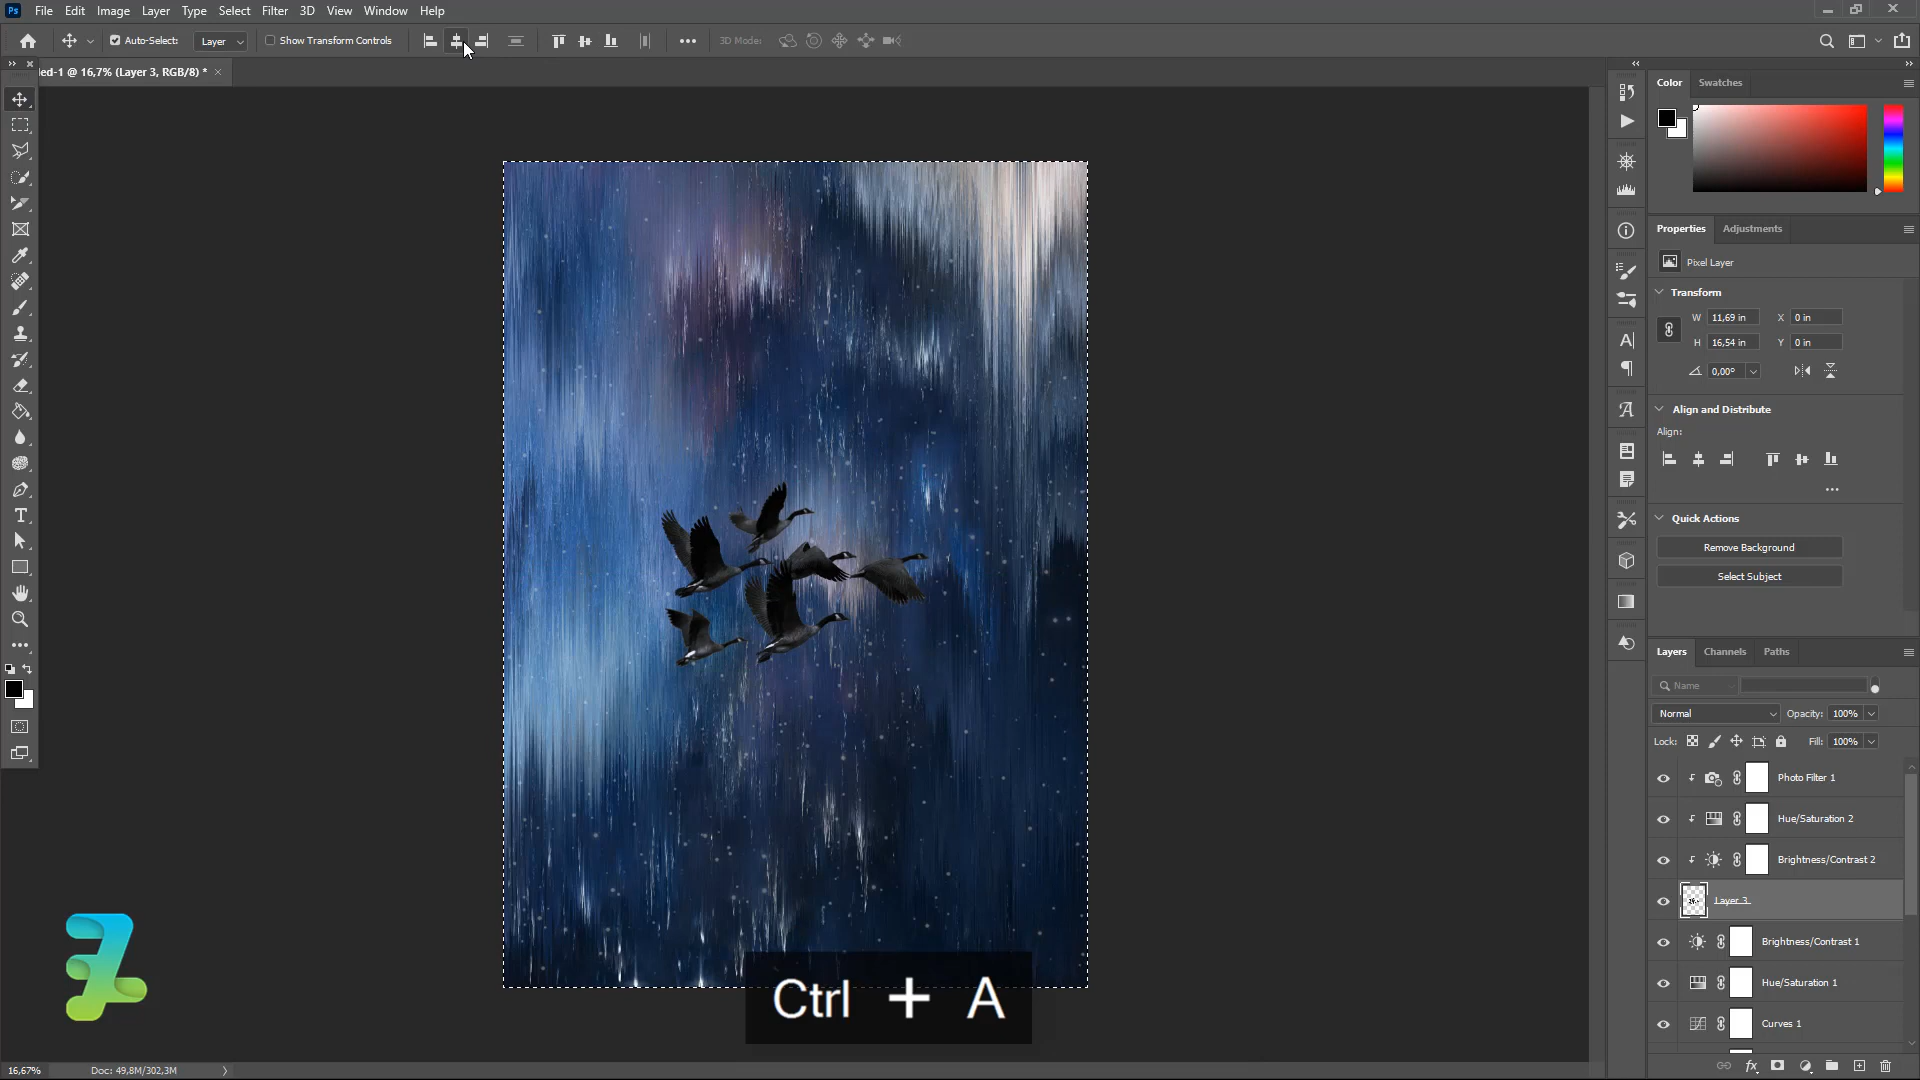 Ps File Edit Image Layer Type Select Filter 3D View Window Help
Auto-Select: Layer Show Transform Controls 3D Mode:
led-1 @ 16,7% (Layer 3, RGB/8) *
Color Swatches
Properties Adjustments
Pixel Layer
Transform
W 11,69 in X 0 in
H 16,54 in Y 0 in
0,00°
Align and Distribute
Align:
Quick Actions
Remove Background
Select Subject
Layers Channels Paths
Name
Normal Opacity: 100%
Lock: Fill: 100%
Photo Filter 1
Hue/Saturation 2
Brightness/Contrast 2
Layer 3
Brightness/Contrast 1
Hue/Saturation 1
Curves 1
Ctrl + A
16,67% Doc: 49,8M/302,3M